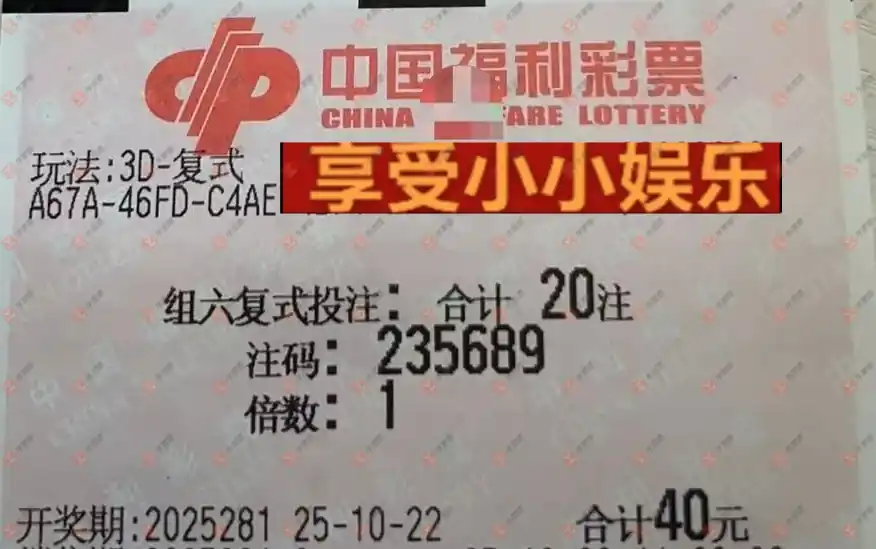 中国福利彩票
CHINA FARE LOTTERY
玩法:3D-复式
A67A-46FD-C4AE
享受小小娱乐
组六复式投注: 合计 20注
注码: 235689
倍数: 1
开奖期:2025281 25-10-22 合计40元